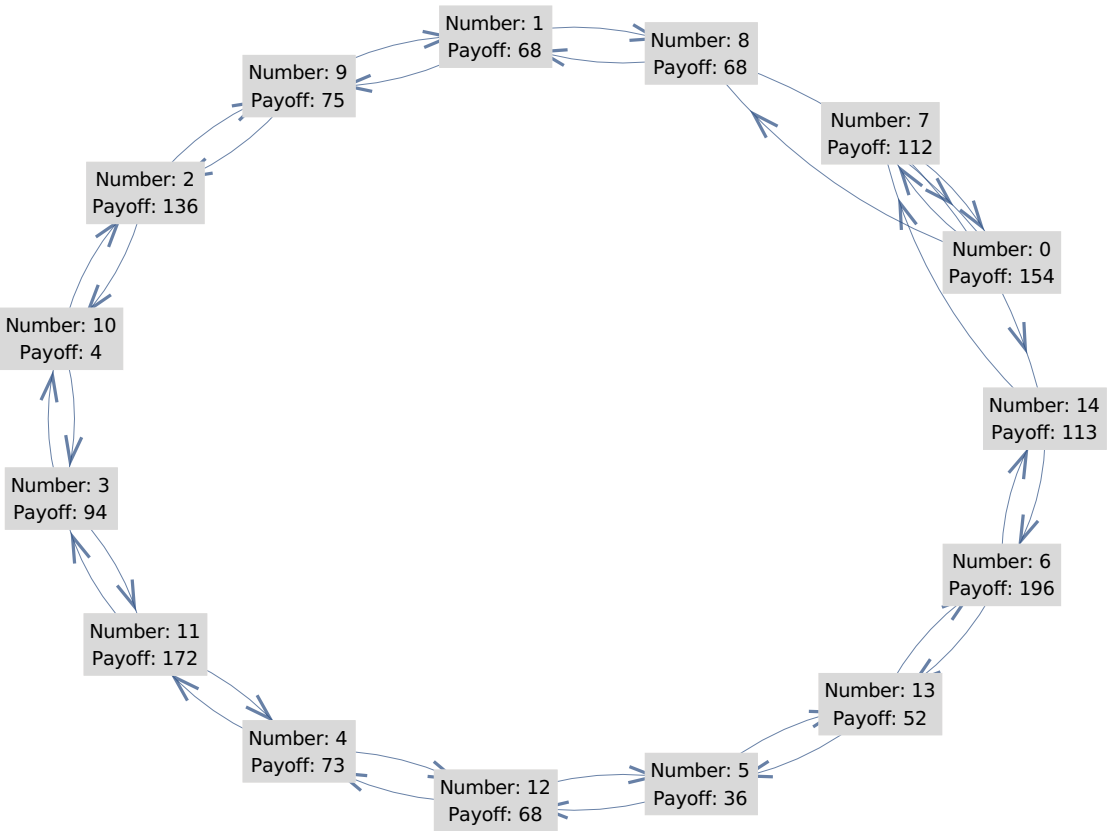 Number: 1
Payoff: 68
Number: 8
Payoff: 68
Number: 9
Payoff: 75
Number: 7
Payoff: 112
Number: 2
Payoff: 136
Number: 0
Payoff: 154
Number: 10
Payoff: 4
Number: 14
Payoff: 113
Number: 3
Payoff: 94
Number: 6
Payoff: 196
Number: 11
Payoff: 172
Number: 13
Payoff: 52
Number: 4
Payoff: 73
Number: 5
Payoff: 36
Number: 12
Payoff: 68